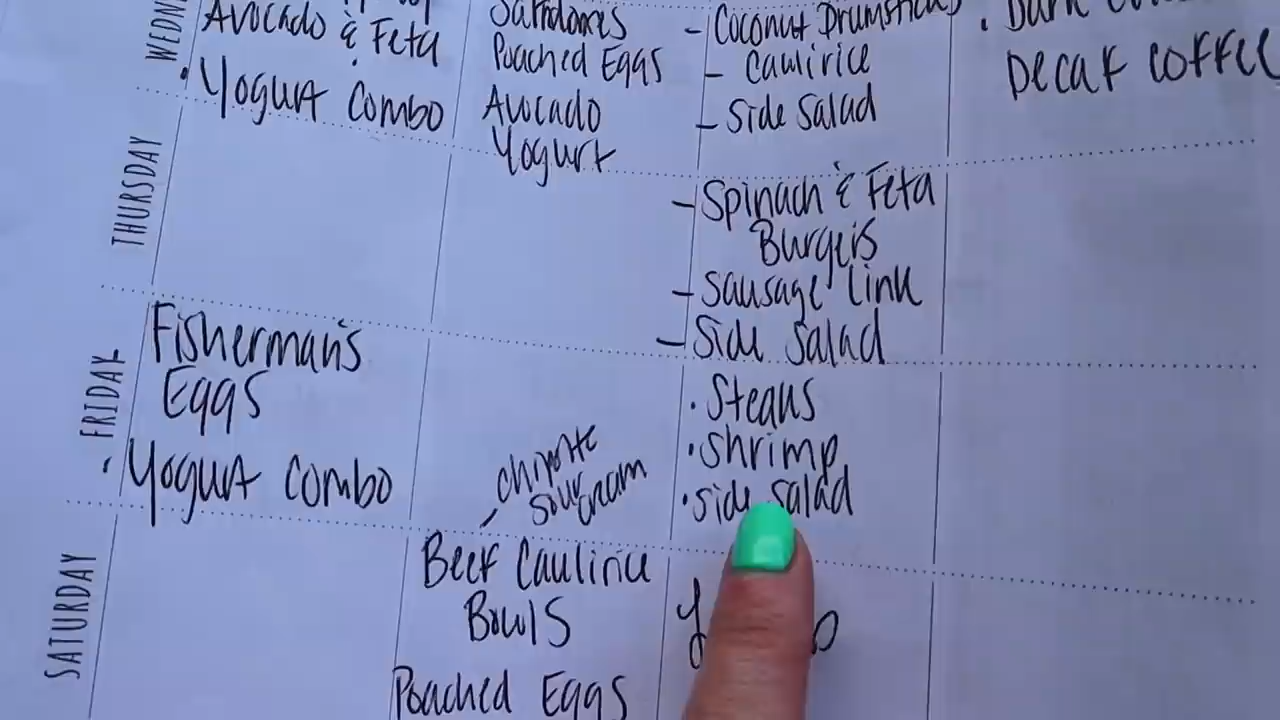 WEDN
Avocado & Feta
• Yogurt Combo
Sardines
Poached Eggs
Avocado
Yogurt
- Coconut Drumsticks
- Caulirice
- Side Salad
• Dark
Decaf Coffee
THURSDAY
- Spinach & Feta
Burgers
- Sausage Link
- Side Salad
FRIDAY
Fisherman's
Eggs
• Yogurt Combo
• Steaks
• Shrimp
• Side Salad
SATURDAY
chipotle
sour cream
Beef Caulirice
Bowls
Poached Eggs